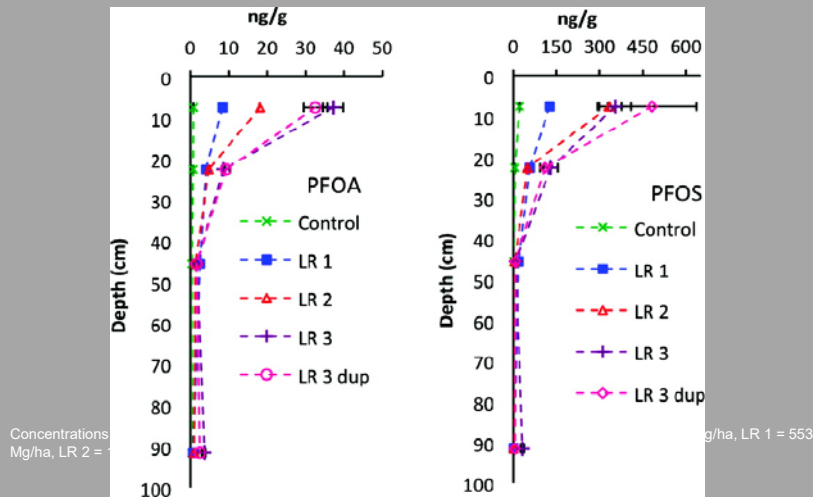 ng/g
0 10 20 30 40 50
0
10
20
30
40
50
60
70
80
90
100
Depth (cm)
PFOA
Control
LR 1
LR 2
LR 3
LR 3 dup
ng/g
0 150 300 450 600
0
10
20
30
40
50
60
70
80
90
100
Depth (cm)
PFOS
Control
LR 1
LR 2
LR 3
LR 3 dup
Concentrations g/ha, LR 1 = 553
Mg/ha, LR 2 =